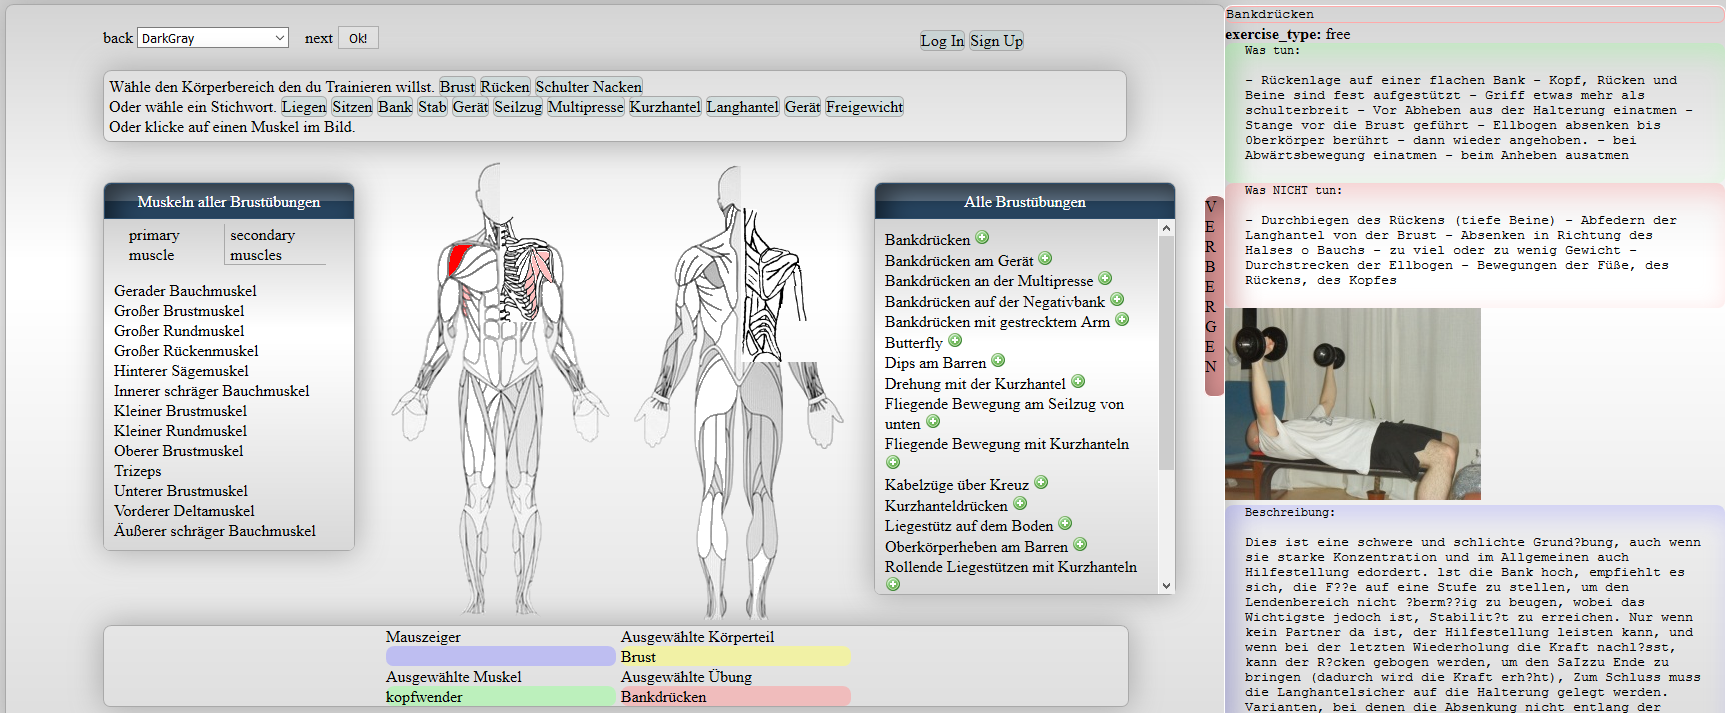 back DarkGray next Ok!
Log In Sign Up
Wähle den Körperbereich den du Trainieren willst. Brust Rücken Schulter Nacken
Oder wähle ein Stichwort. Liegen Sitzen Bank Stab Gerät Seilzug Multipresse Kurzhantel Langhantel Gerät Freigewicht
Oder klicke auf einen Muskel im Bild.
Muskeln aller Brustübungen
primary muscle
secondary muscles
Gerader Bauchmuskel
Großer Brustmuskel
Großer Rundmuskel
Großer Rückenmuskel
Hinterer Sägemuskel
Innerer schräger Bauchmuskel
Kleiner Brustmuskel
Kleiner Rundmuskel
Oberer Brustmuskel
Trizeps
Unterer Brustmuskel
Vorderer Deltamuskel
Äußerer schräger Bauchmuskel
Alle Brustübungen
Bankdrücken
Bankdrücken am Gerät
Bankdrücken an der Multipresse
Bankdrücken auf der Negativbank
Bankdrücken mit gestrecktem Arm
Butterfly
Dips am Barren
Drehung mit der Kurzhantel
Fliegende Bewegung am Seilzug von
unten
Fliegende Bewegung mit Kurzhanteln
Kabelzüge über Kreuz
Kurzhanteldrücken
Liegestütz auf dem Boden
Oberkörperheben am Barren
Rollende Liegestützen mit Kurzhanteln
Mauszeiger
Ausgewählte Körperteil
Brust
Ausgewählte Muskel
kopfwender
Ausgewählte Übung
Bankdrücken
VERBERGEN
Bankdrücken
exercise_type: free
Was tun:
- Rückenlage auf einer flachen Bank - Kopf, Rücken und
Beine sind fest aufgestützt - Griff etwas mehr als
schulterbreit - Vor Abheben aus der Halterung einatmen -
Stange vor die Brust geführt - Ellbogen absenken bis
Oberkörper berührt - dann wieder angehoben. - bei
Abwärtsbewegung einatmen - beim Anheben ausatmen
Was NICHT tun:
- Durchbiegen des Rückens (tiefe Beine) - Abfedern der
Langhantel von der Brust - Absenken in Richtung des
Halses o Bauchs - zu viel oder zu wenig Gewicht -
Durchstrecken der Ellbogen - Bewegungen der Füße, des
Rückens, des Kopfes
Beschreibung:
Dies ist eine schwere und schlichte Grund?bung, auch wenn
sie starke Konzentration und im Allgemeinen auch
Hilfestellung edordert. lst die Bank hoch, empfiehlt es
sich, die F??e auf eine Stufe zu stellen, um den
Lendenbereich nicht ?berm??ig zu beugen, wobei das
Wichtigste jedoch ist, Stabilit?t zu erreichen. Nur wenn
kein Partner da ist, der Hilfestellung leisten kann, und
wenn bei der letzten Wiederholung die Kraft nachl?sst,
kann der R?cken gebogen werden, um den SaIzzu Ende zu
bringen (dadurch wird die Kraft erh?ht), Zum Schluss muss
die Langhantelsicher auf die Halterung gelegt werden.
Varianten, bei denen die Absenkung nicht entlang der